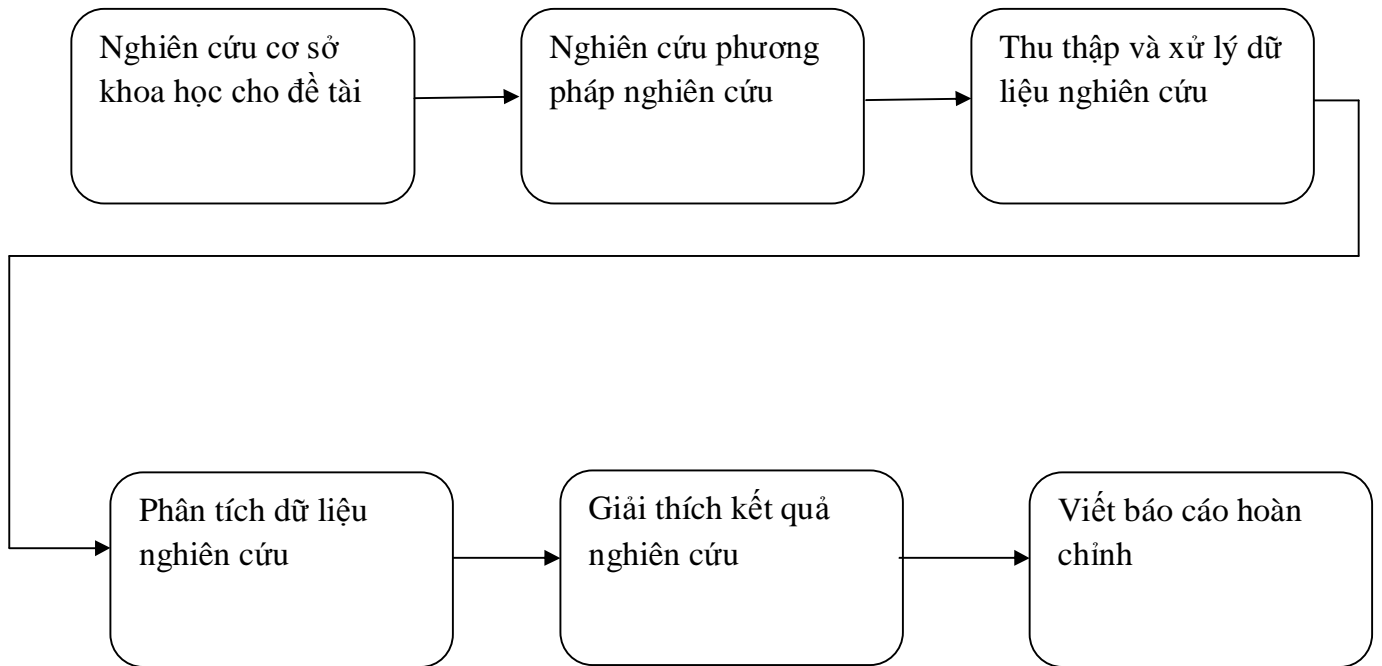 Nghiên cứu cơ sở
khoa học cho đề tài
Nghiên cứu phương
pháp nghiên cứu
Thu thập và xử lý dữ
liệu nghiên cứu
Phân tích dữ liệu
nghiên cứu
Giải thích kết quả
nghiên cứu
Viết báo cáo hoàn
chỉnh